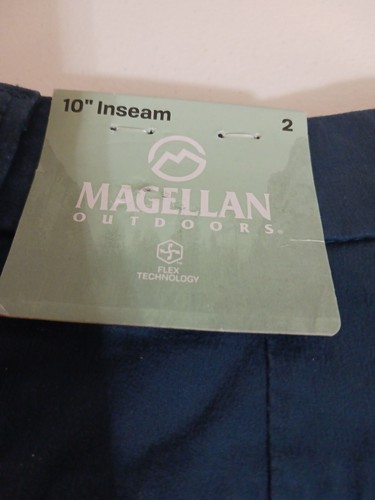 10" Inseam
2
MAGELLAN
OUTDOORS®
FLEX
TECHNOLOGY